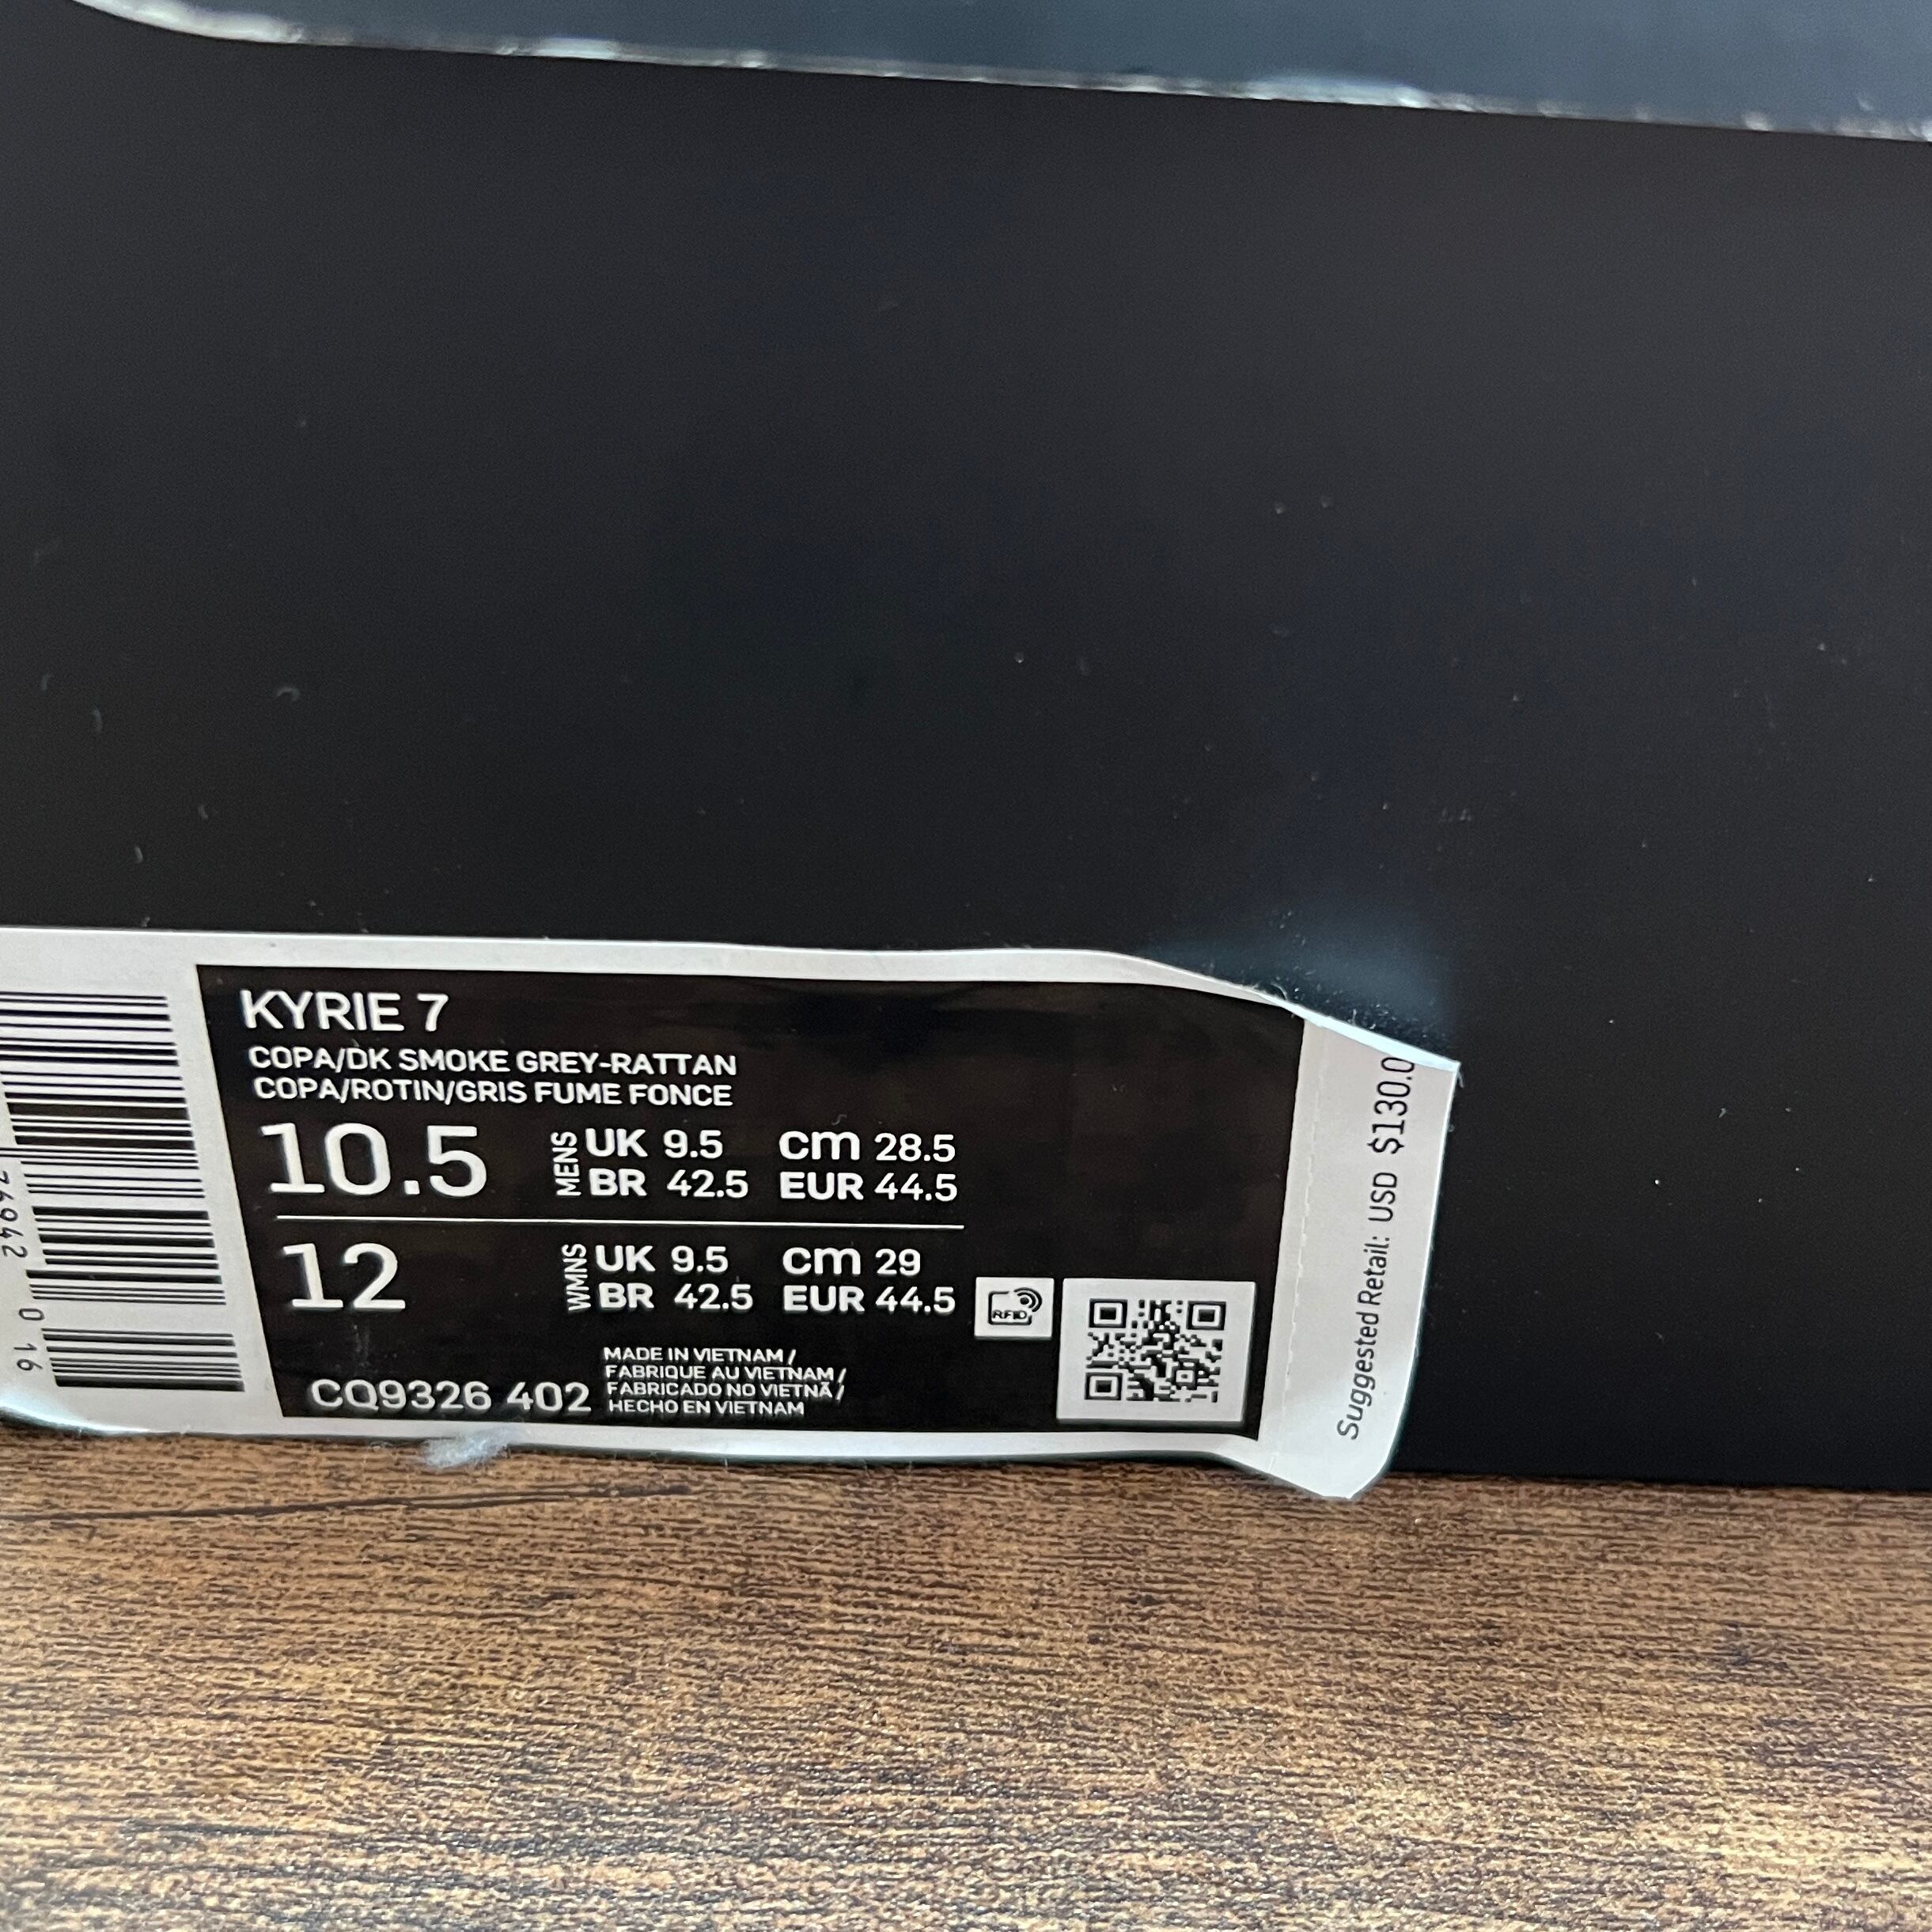 KYRIE 7
COPA/DK SMOKE GREY-RATTAN
COPA/ROTIN/GRIS FUME FONCE
10.5 MENS UK 9.5 cm 28.5
BR 42.5 EUR 44.5
12 WMNS UK 9.5 cm 29
BR 42.5 EUR 44.5
RFID
CQ9326 402
MADE IN VIETNAM /
FABRIQUE AU VIETNAM /
FABRICADO NO VIETNÃ /
HECHO EN VIETNAM
Suggested Retail: USD $130.0
0 16